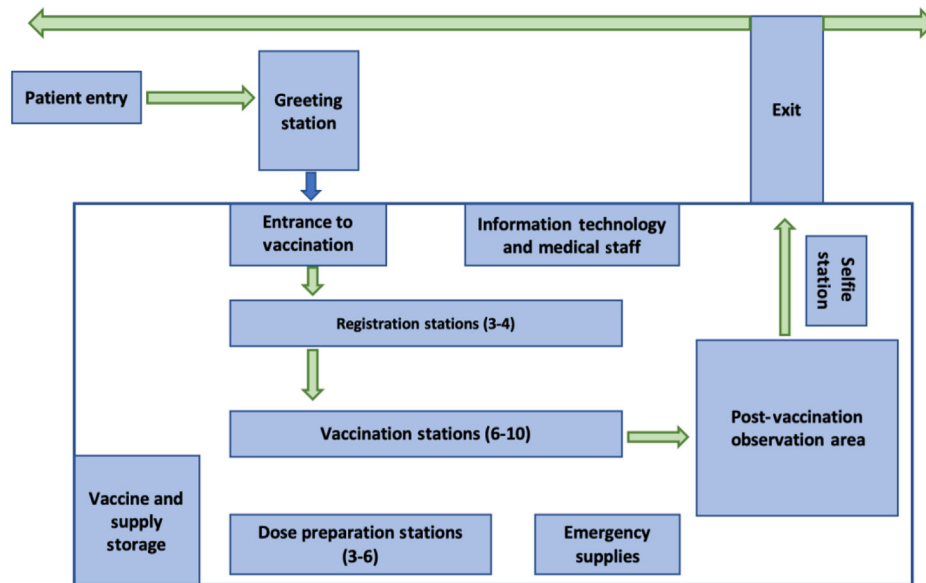 Patient entry
Greeting
station
Exit
Entrance to
vaccination
Information technology
and medical staff
Selfie
station
Registration stations (3-4)
Vaccination stations (6-10)
Post-vaccination
observation area
Vaccine and
supply
storage
Dose preparation stations
(3-6)
Emergency
supplies